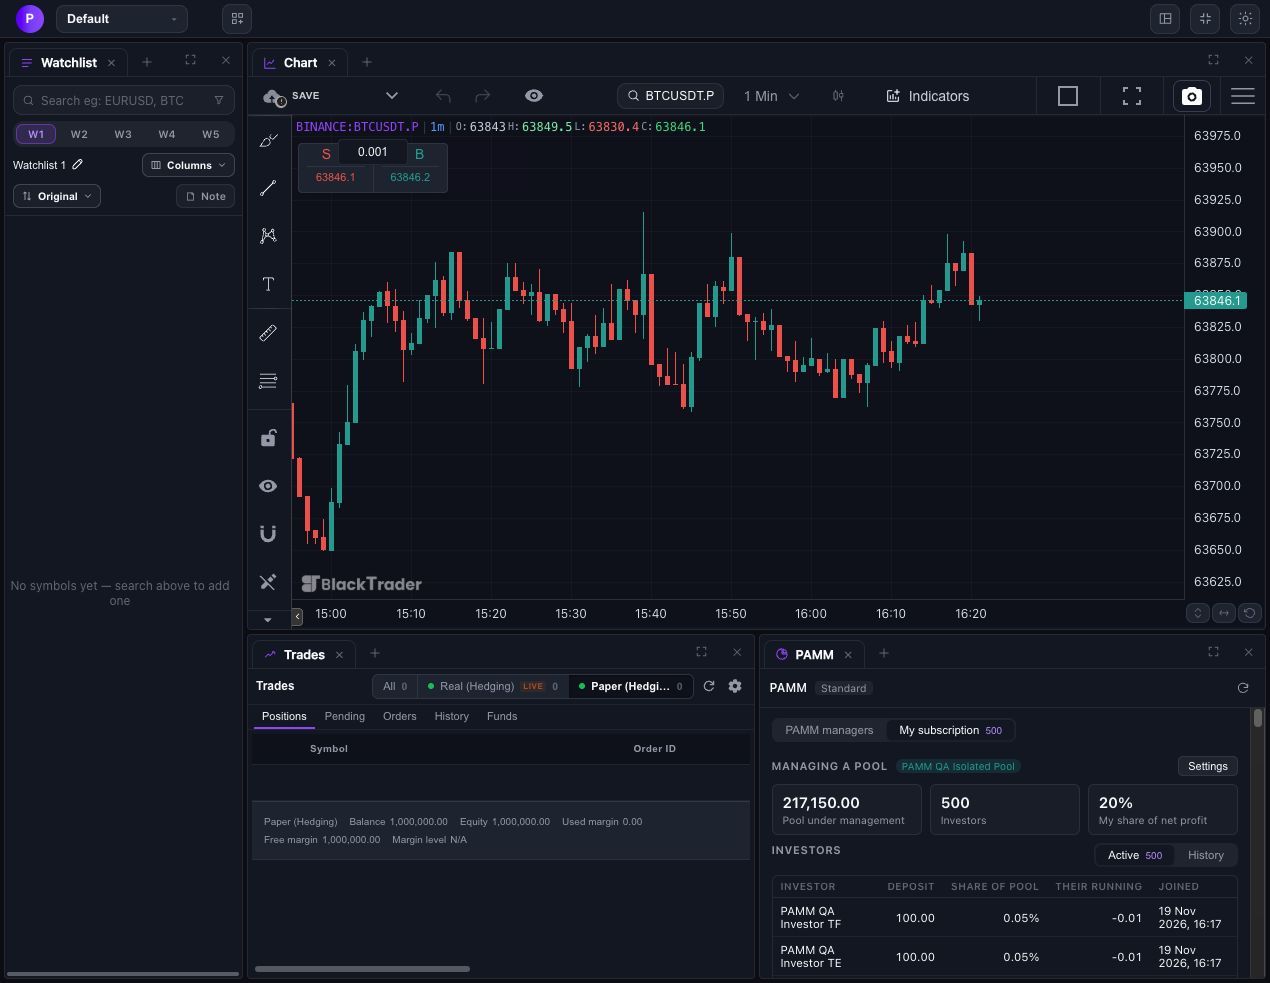 P
Default
Watchlist
Search eg: EURUSD, BTC
W1 W2 W3 W4 W5
Watchlist 1
Columns
Original
Note
No symbols yet — search above to add
one
Chart
SAVE
BTCUSDT.P
1 Min
Indicators
BINANCE:BTCUSDT.P 1m O:63843 H:63849.5 L:63830.4 C:63846.1
S 0.001 B
63846.1 63846.2
63975.0
63950.0
63925.0
63900.0
63875.0
63846.1
63825.0
63800.0
63775.0
63750.0
63725.0
63700.0
63675.0
63650.0
63625.0
BlackTrader
15:00 15:10 15:20 15:30 15:40 15:50 16:00 16:10 16:20
Trades
Trades
All 0
Real (Hedging) LIVE 0
Paper (Hedgi... 0
Positions Pending Orders History Funds
Symbol Order ID
Paper (Hedging) Balance 1,000,000.00 Equity 1,000,000.00 Used margin 0.00
Free margin 1,000,000.00 Margin level N/A
PAMM
PAMM Standard
PAMM managers My subscription 500
MANAGING A POOL PAMM QA Isolated Pool Settings
217,150.00
Pool under management
500
Investors
20%
My share of net profit
INVESTORS
Active 500 History
INVESTOR DEPOSIT SHARE OF POOL THEIR RUNNING JOINED
PAMM QA
Investor TF 100.00 0.05% -0.01 19 Nov
2026, 16:17
PAMM QA
Investor TE 100.00 0.05% -0.01 19 Nov
2026, 16:17